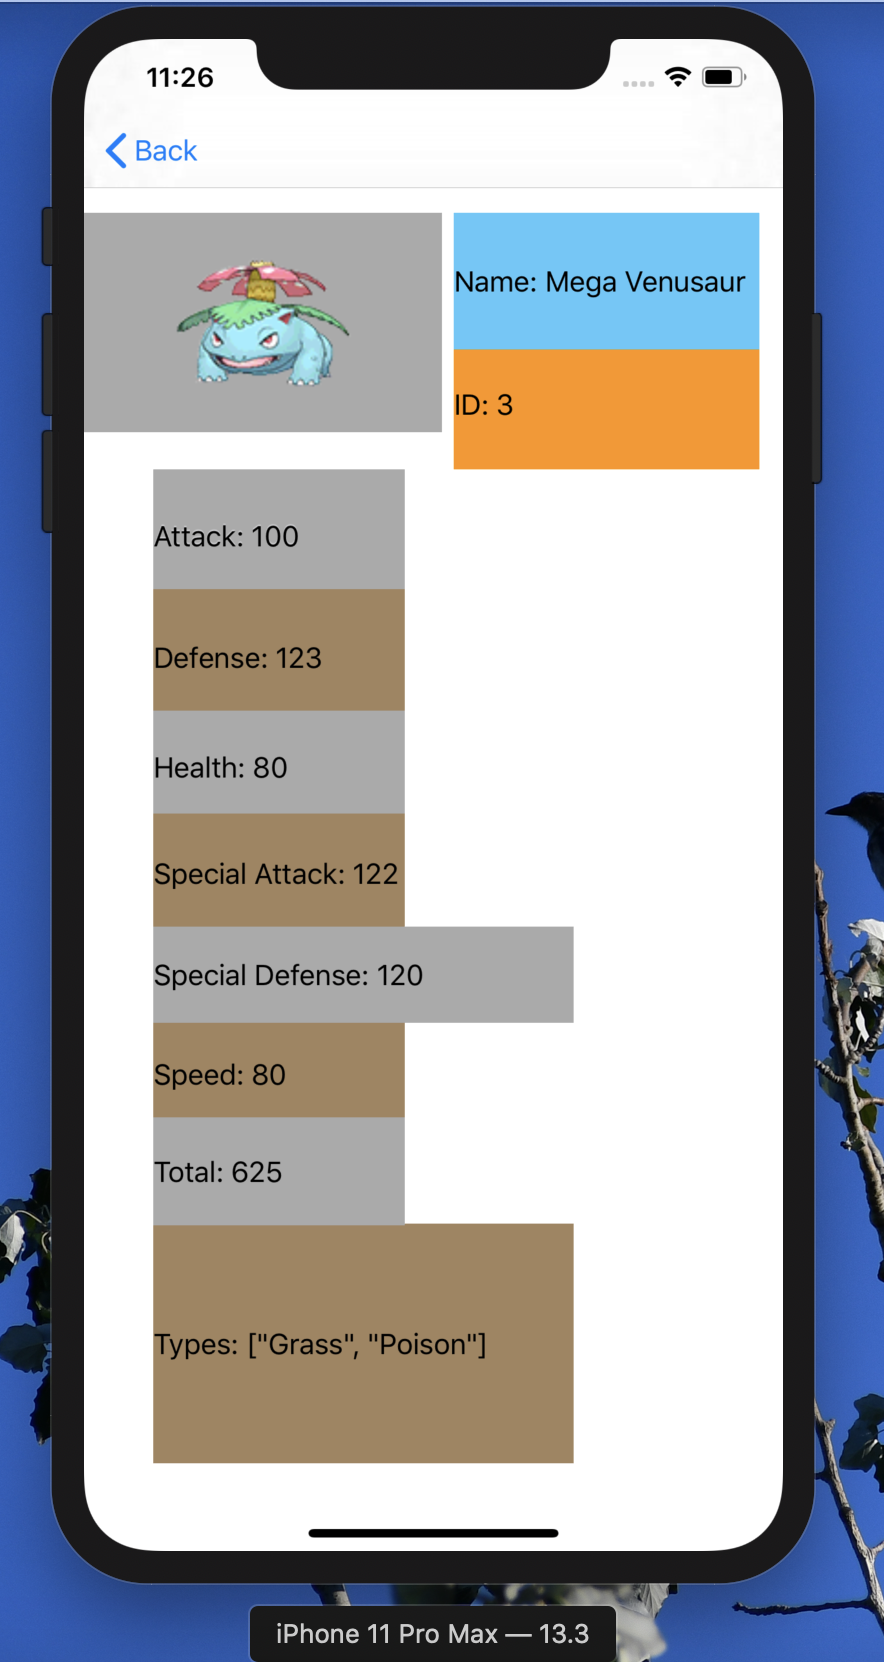 11:26
Back
Name: Mega Venusaur
ID: 3
Attack: 100
Defense: 123
Health: 80
Special Attack: 122
Special Defense: 120
Speed: 80
Total: 625
Types: ["Grass", "Poison"]
iPhone 11 Pro Max — 13.3